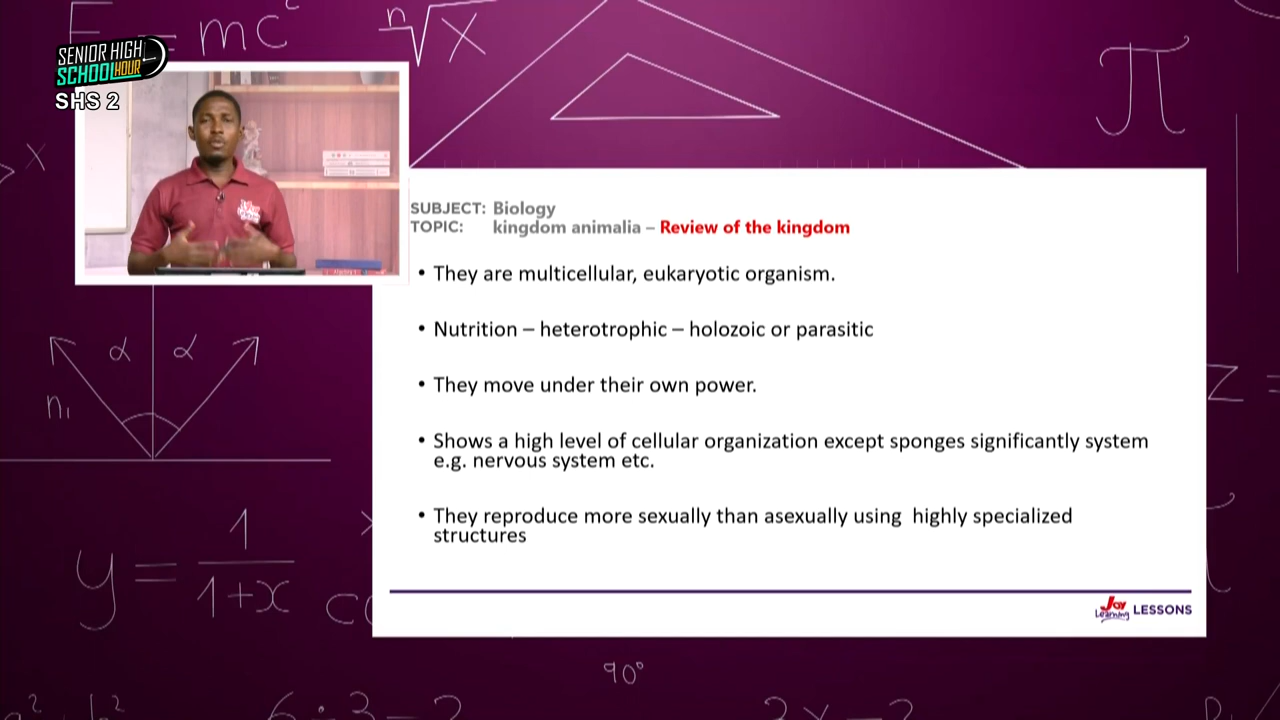 E = mc²
n√x
π
SENIOR HIGH
SCHOOL HOUR
SHS 2
x
SUBJECT: Biology
TOPIC: kingdom animalia – Review of the kingdom
• They are multicellular, eukaryotic organism.
• Nutrition – heterotrophic – holozoic or parasitic
• They move under their own power.
• Shows a high level of cellular organization except sponges significantly system
e.g. nervous system etc.
• They reproduce more sexually than asexually using highly specialized
structures
Joy
Learning LESSONS
α α
n₁
z =
y = 1
1+x
90°